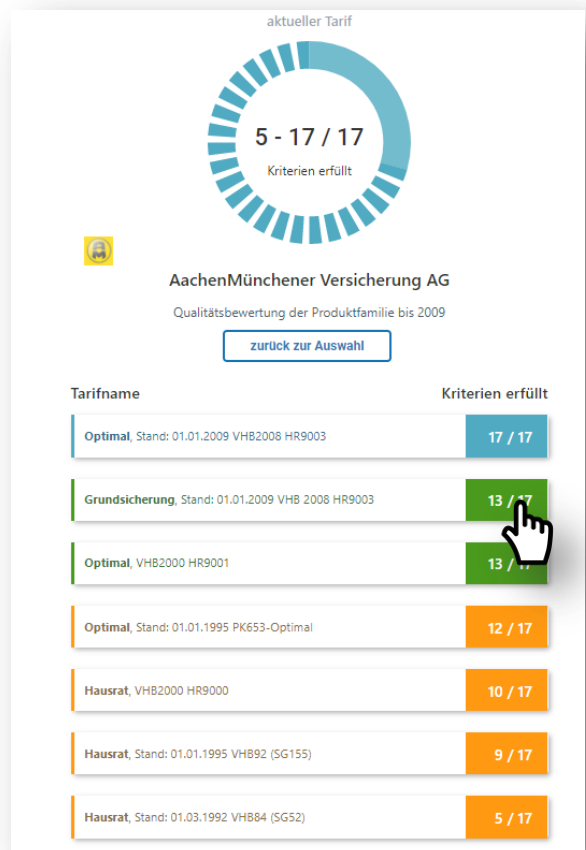 aktueller Tarif
5 - 17 / 17
Kriterien erfüllt
AachenMünchener Versicherung AG
Qualitätsbewertung der Produktfamilie bis 2009
zurück zur Auswahl
Tarifname Kriterien erfüllt
Optimal, Stand: 01.01.2009 VHB2008 HR9003 17 / 17
Grundsicherung, Stand: 01.01.2009 VHB 2008 HR9003 13 / 17
Optimal, VHB2000 HR9001 13 / 17
Optimal, Stand: 01.01.1995 PK653-Optimal 12 / 17
Hausrat, VHB2000 HR9000 10 / 17
Hausrat, Stand: 01.01.1995 VHB92 (SG155) 9 / 17
Hausrat, Stand: 01.03.1992 VHB84 (SG52) 5 / 17